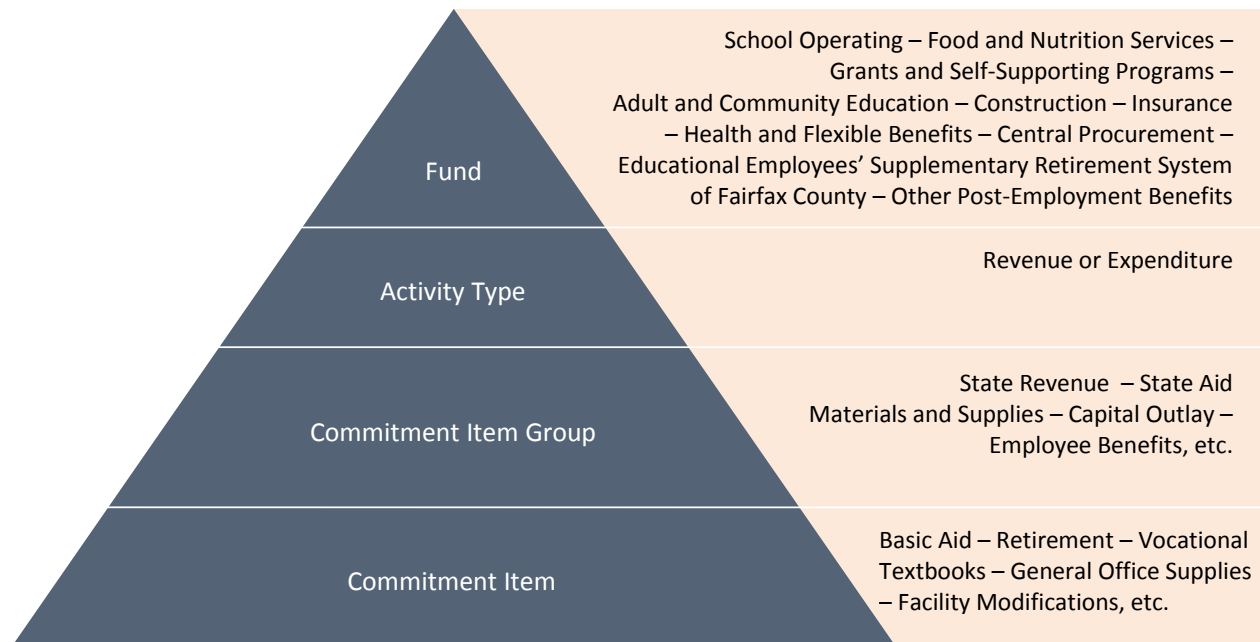 Fund
School Operating – Food and Nutrition Services –
Grants and Self-Supporting Programs –
Adult and Community Education – Construction – Insurance
– Health and Flexible Benefits – Central Procurement –
Educational Employees’ Supplementary Retirement System
of Fairfax County – Other Post-Employment Benefits
Activity Type
Revenue or Expenditure
Commitment Item Group
State Revenue – State Aid
Materials and Supplies – Capital Outlay –
Employee Benefits, etc.
Commitment Item
Basic Aid – Retirement – Vocational
Textbooks – General Office Supplies
– Facility Modifications, etc.